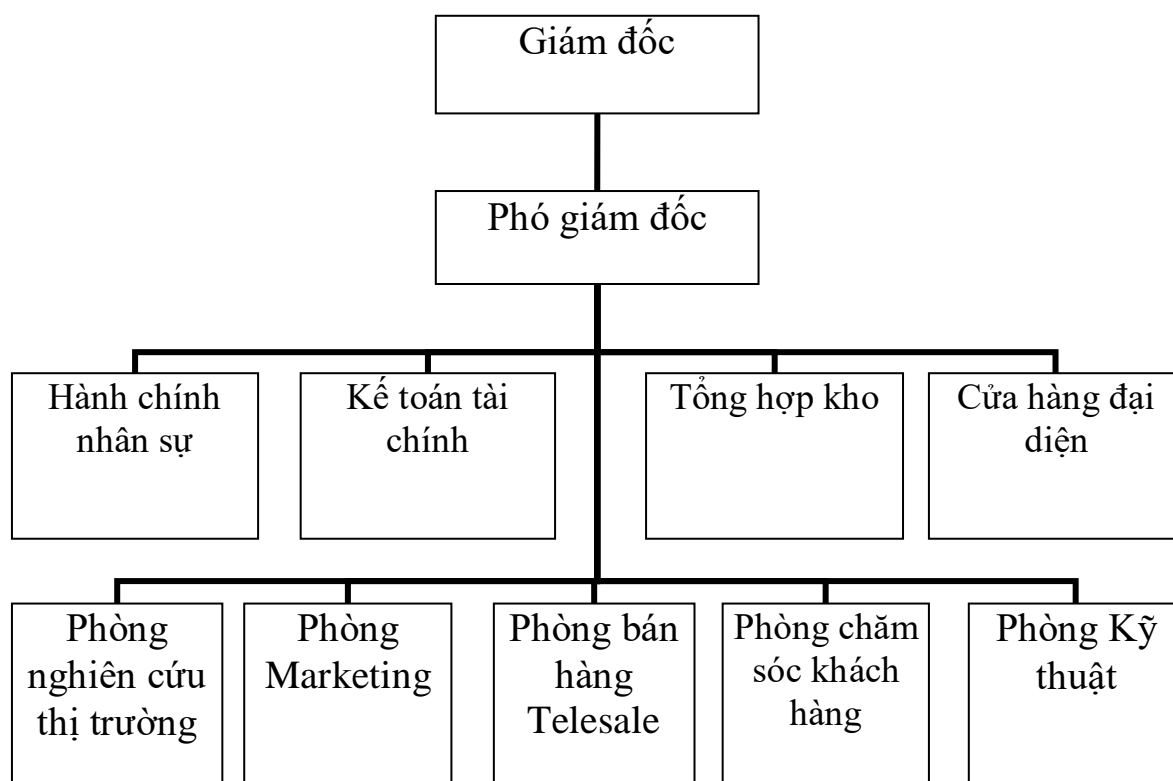 Giám đốc
Phó giám đốc
Hành chính
nhân sự
Kế toán tài
chính
Tổng hợp kho
Cửa hàng đại
diện
Phòng
nghiên cứu
thị trường
Phòng
Marketing
Phòng bán
hàng
Telesale
Phòng chăm
sóc khách
hàng
Phòng Kỹ
thuật